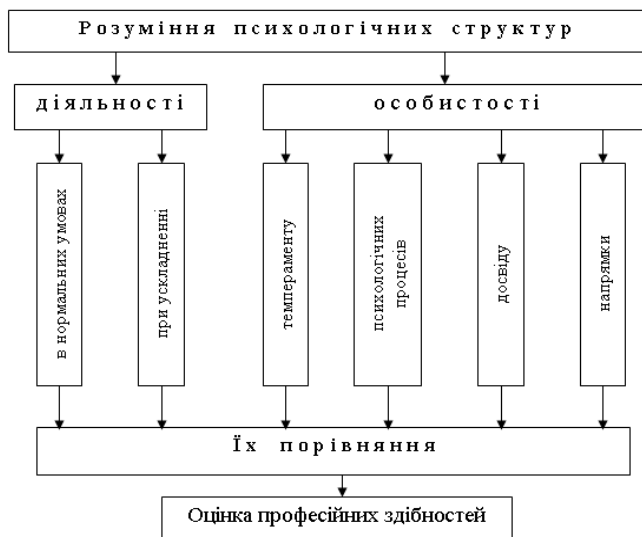 Розуміння психологічних структур
діяльності
особистості
в нормальних умовах
при ускладненні
темпераменту
психологічних
процесів
досвіду
напрямки
Їх порівняння
Оцінка професійних здібностей